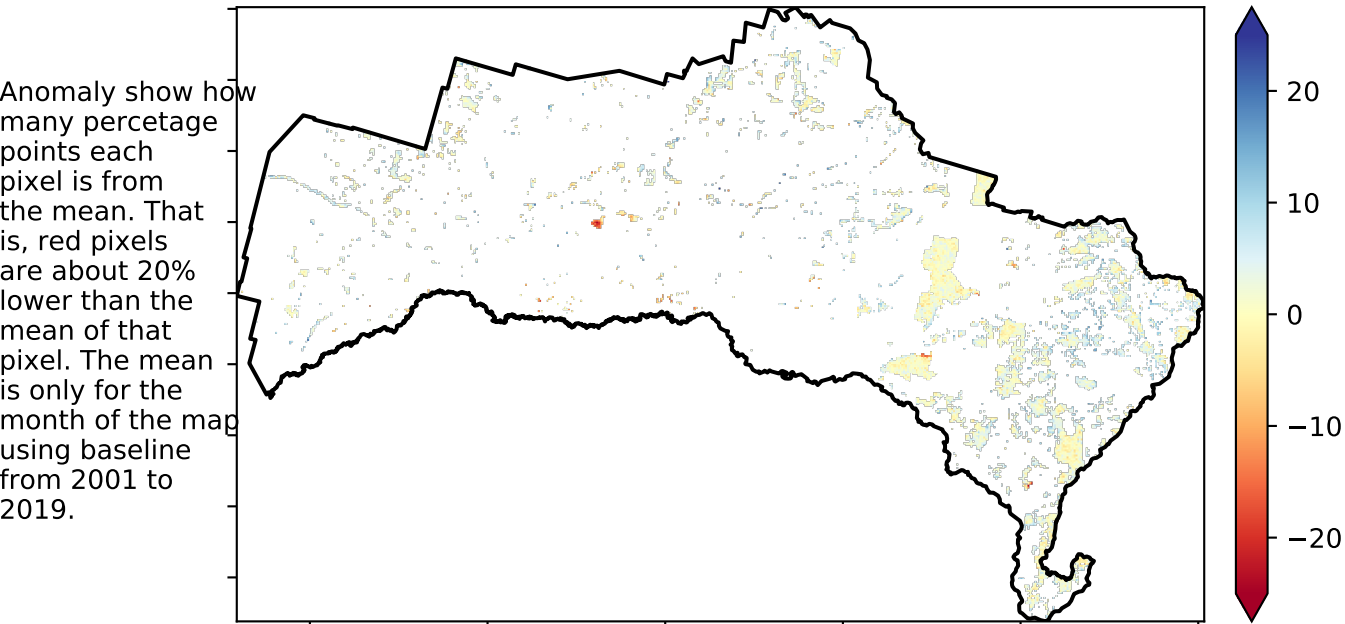 Anomaly show how
many percetage
points each
pixel is from
the mean. That
is, red pixels
are about 20%
lower than the
mean of that
pixel. The mean
is only for the
month of the map
using baseline
from 2001 to
2019.
20
10
0
−10
−20